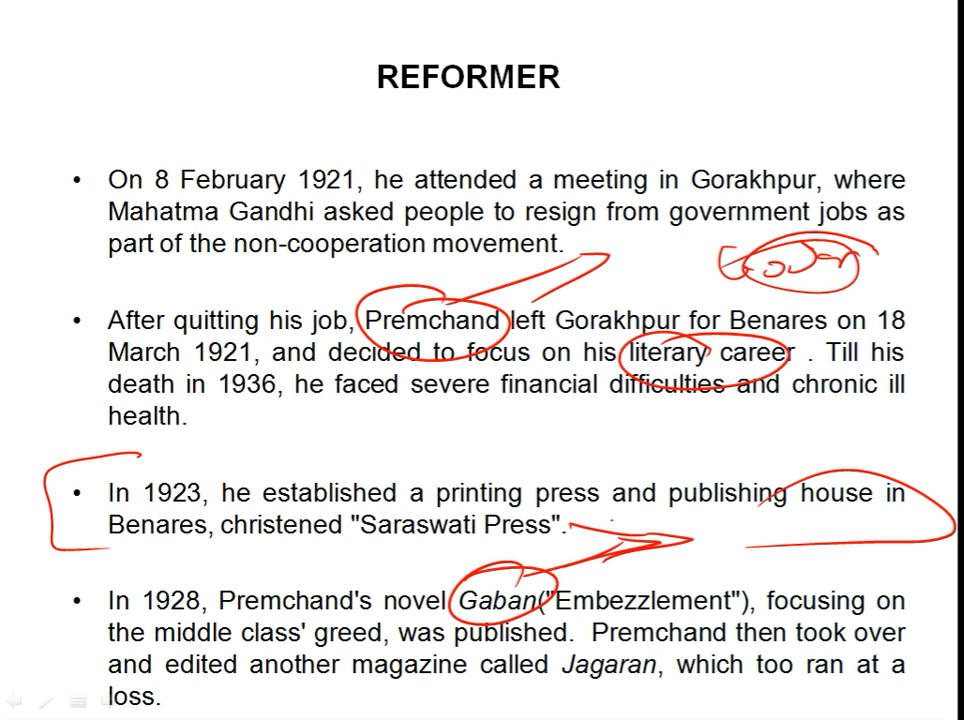 REFORMER
• On 8 February 1921, he attended a meeting in Gorakhpur, where
Mahatma Gandhi asked people to resign from government jobs as
part of the non-cooperation movement.
• After quitting his job, Premchand left Gorakhpur for Benares on 18
March 1921, and decided to focus on his literary career . Till his
death in 1936, he faced severe financial difficulties and chronic ill
health.
• In 1923, he established a printing press and publishing house in
Benares, christened "Saraswati Press".
• In 1928, Premchand's novel Gaban("Embezzlement"), focusing on
the middle class' greed, was published. Premchand then took over
and edited another magazine called Jagaran, which too ran at a
loss.